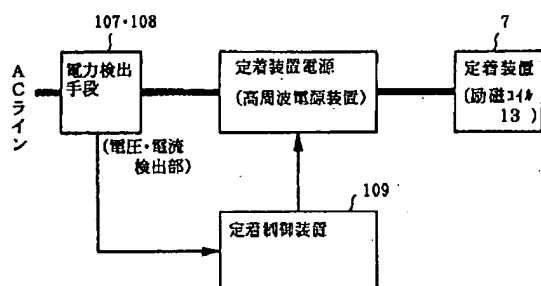 107・108
7
ACライン
電力検出
手段
定着装置電源
(高周波電源装置)
定着装置
(励磁コイル
13)
(電圧・電流
検出部)
109
定着制御装置